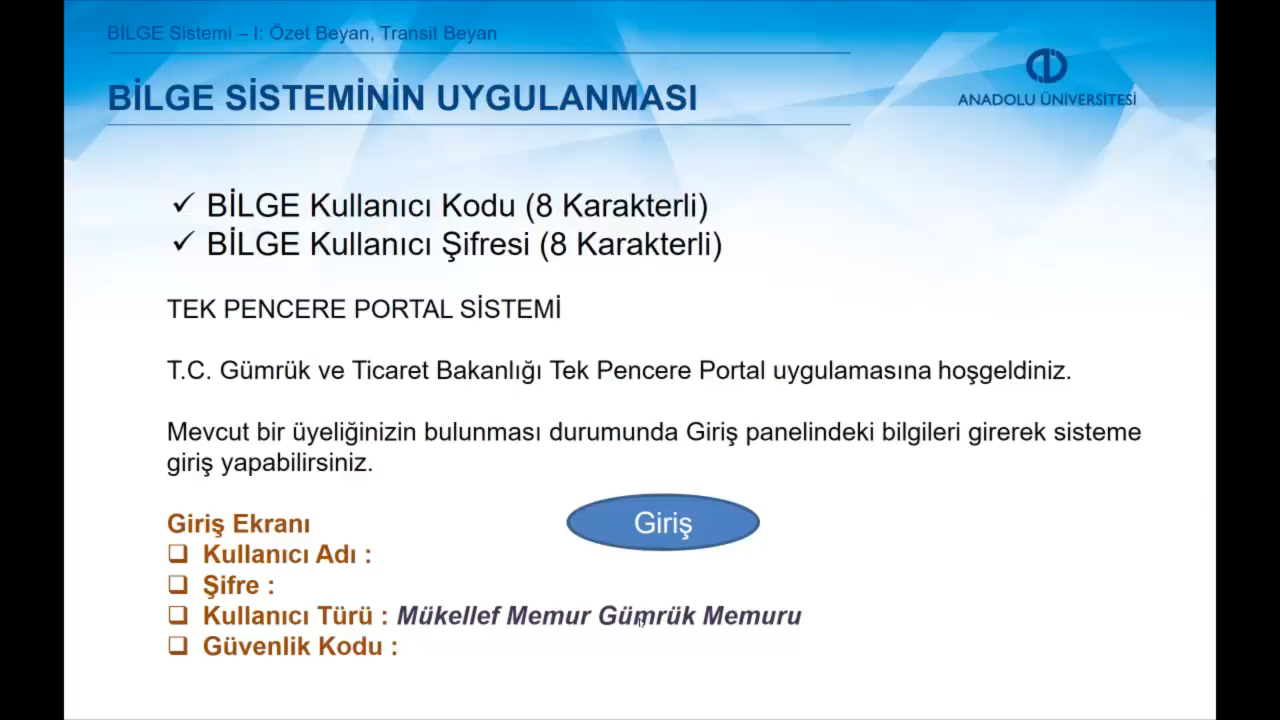 BİLGE Sistemi – I: Özet Beyan, Transit Beyan
BİLGE SİSTEMİNİN UYGULANMASI
ANADOLU ÜNİVERSİTESİ
✓ BİLGE Kullanıcı Kodu (8 Karakterli)
✓ BİLGE Kullanıcı Şifresi (8 Karakterli)
TEK PENCERE PORTAL SİSTEMİ
T.C. Gümrük ve Ticaret Bakanlığı Tek Pencere Portal uygulamasına hoşgeldiniz.
Mevcut bir üyeliğinizin bulunması durumunda Giriş panelindeki bilgileri girerek sisteme
giriş yapabilirsiniz.
Giriş Ekranı
Giriş
❑ Kullanıcı Adı :
❑ Şifre :
❑ Kullanıcı Türü : Mükellef Memur Gümrük Memuru
❑ Güvenlik Kodu :